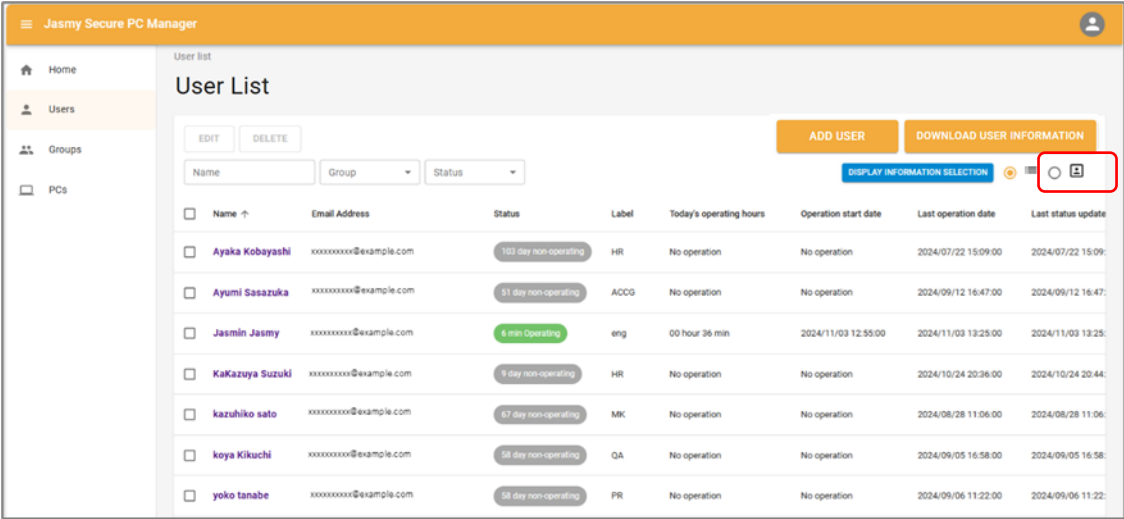 Jasmy Secure PC Manager
Home
Users
Groups
PCs
User list
User List
EDIT DELETE ADD USER DOWNLOAD USER INFORMATION
Name Group Status DISPLAY INFORMATION SELECTION
Name ↑ Email Address Status Label Today's operating hours Operation start date Last operation date Last status update
Ayaka Kobayashi xxxxxxxxxx@example.com 103 day non-operating HR No operation No operation 2024/07/22 15:09:00 2024/07/22 15:09:
Ayumi Sasazuka xxxxxxxxxx@example.com 51 day non-operating ACCG No operation No operation 2024/09/12 16:47:00 2024/09/12 16:47:
Jasmin Jasmy xxxxxxxxxx@example.com 6 min Operating eng 00 hour 36 min 2024/11/03 12:55:00 2024/11/03 13:25:00 2024/11/03 13:25:
KaKazuya Suzuki xxxxxxxxxx@example.com 9 day non-operating HR No operation No operation 2024/10/24 20:36:00 2024/10/24 20:44:
kazuhiko sato xxxxxxxxxx@example.com 67 day non-operating MK No operation No operation 2024/08/28 11:06:00 2024/08/28 11:06:
koya Kikuchi xxxxxxxxxx@example.com 58 day non-operating QA No operation No operation 2024/09/05 16:58:00 2024/09/05 16:58:
yoko tanabe xxxxxxxxxx@example.com 58 day non-operating PR No operation No operation 2024/09/06 11:22:00 2024/09/06 11:22: